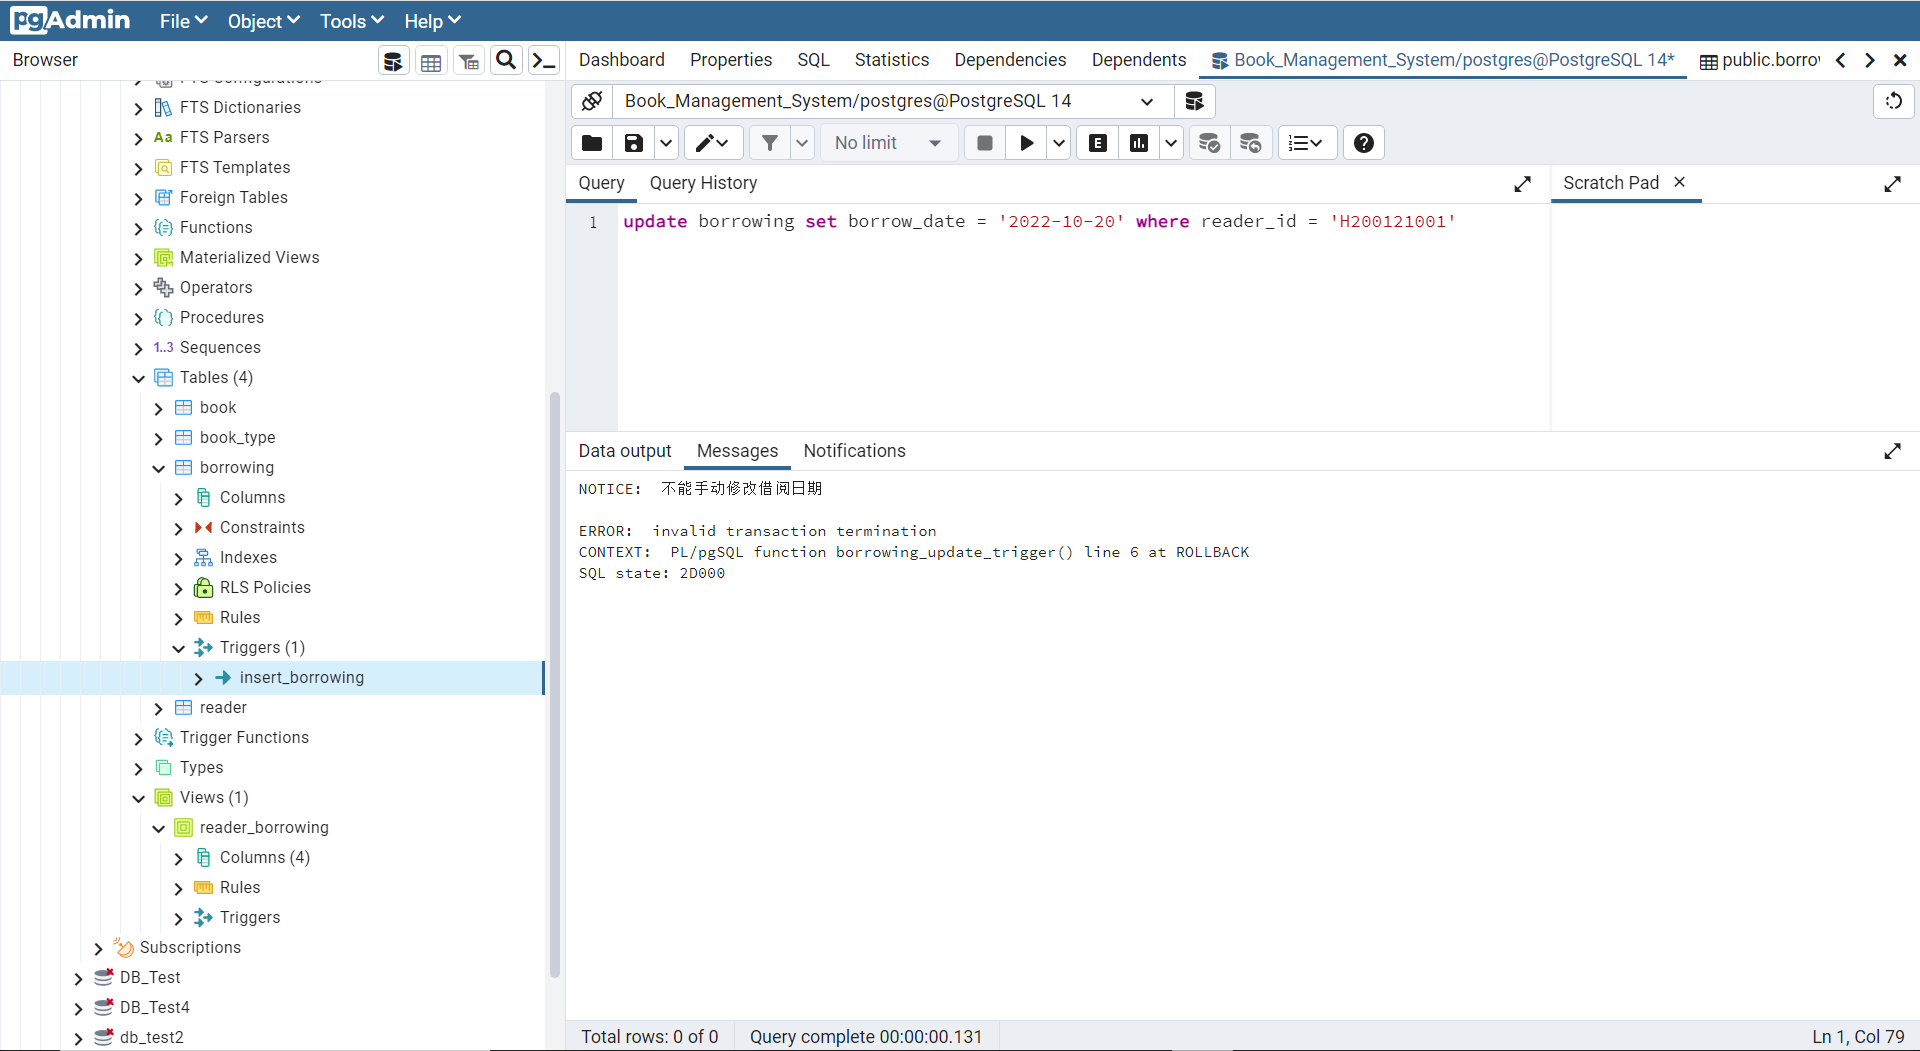 pgAdmin
File
Object
Tools
Help
Browser
Dashboard
Properties
SQL
Statistics
Dependencies
Dependents
Book_Management_System/postgres@PostgreSQL 14*
public.borro
FTS Configurations
FTS Dictionaries
Aa FTS Parsers
FTS Templates
Foreign Tables
Functions
Materialized Views
Operators
Procedures
1..3 Sequences
Tables (4)
book
book_type
borrowing
Columns
Constraints
Indexes
RLS Policies
Rules
Triggers (1)
insert_borrowing
reader
Trigger Functions
Types
Views (1)
reader_borrowing
Columns (4)
Rules
Triggers
Subscriptions
DB_Test
DB_Test4
db_test2
Book_Management_System/postgres@PostgreSQL 14
No limit
E
Query
Query History
Scratch Pad
1 update borrowing set borrow_date = '2022-10-20' where reader_id = 'H200121001'
Data output
Messages
Notifications
NOTICE:  不能手动修改借阅日期
ERROR:  invalid transaction termination
CONTEXT:  PL/pgSQL function borrowing_update_trigger() line 6 at ROLLBACK
SQL state: 2D000
Total rows: 0 of 0
Query complete 00:00:00.131
Ln 1, Col 79